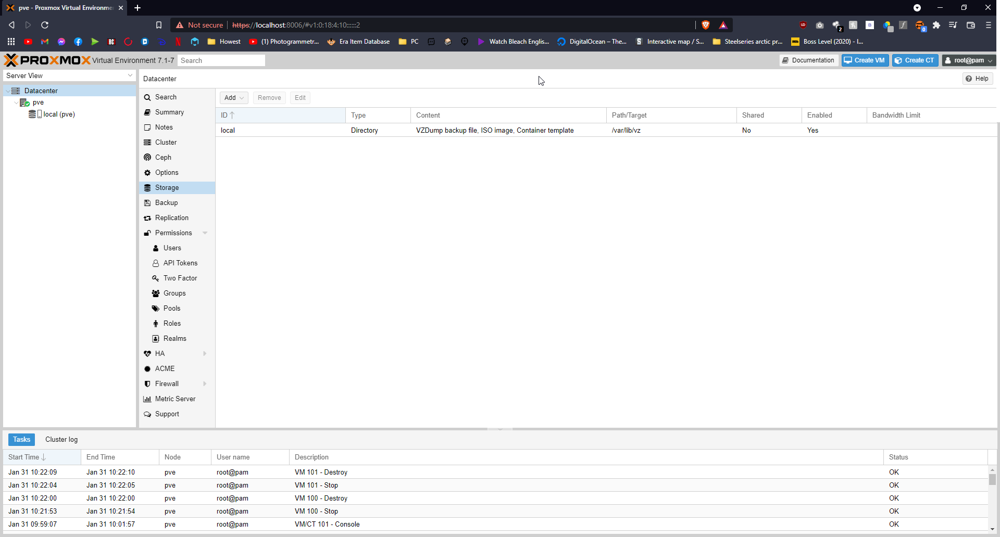 pve - Proxmox Virtual Environme
Not secure https://localhost:8006/#v1:0:18:4:10::::::2
2
0
Howest (1) Photogrammetr... Era Item Database PC Watch Bleach Englis... DigitalOcean – The... Interactive map / S... Steelseries arctic pr... Boss Level (2020) - I...
PROXMOX Virtual Environment 7.1-7 Search Documentation Create VM Create CT root@pam
Server View
Datacenter
pve
local (pve)
Datacenter Help
Search
Summary
Notes
Cluster
Ceph
Options
Storage
Backup
Replication
Permissions
Users
API Tokens
Two Factor
Groups
Pools
Roles
Realms
HA
ACME
Firewall
Metric Server
Support
Add Remove Edit
ID Type Content Path/Target Shared Enabled Bandwidth Limit
local Directory VZDump backup file, ISO image, Container template /var/lib/vz No Yes
Tasks Cluster log
Start Time End Time Node User name Description Status
Jan 31 10:22:09 Jan 31 10:22:10 pve root@pam VM 101 - Destroy OK
Jan 31 10:22:04 Jan 31 10:22:05 pve root@pam VM 101 - Stop OK
Jan 31 10:22:00 Jan 31 10:22:00 pve root@pam VM 100 - Destroy OK
Jan 31 10:21:53 Jan 31 10:21:54 pve root@pam VM 100 - Stop OK
Jan 31 09:59:07 Jan 31 10:01:57 pve root@pam VM/CT 101 - Console OK